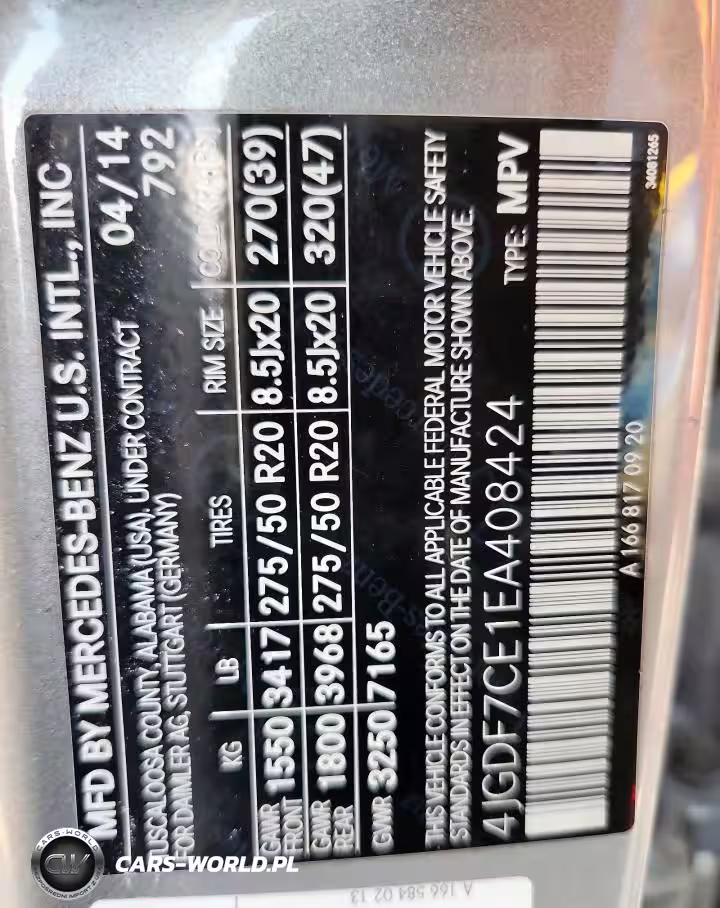 MFD BY MERCEDES-BENZ U.S. INTL., INC
TUSCALOOSA COUNTY, ALABAMA (USA), UNDER CONTRACT 04/14
FOR DAIMLER AG, STUTTGART (GERMANY) 792
KG LB TIRES RIM SIZE
GAWR FRONT 1550 3417 275/50 R20 8.5Jx20 270(39)
GAWR REAR 1800 3968 275/50 R20 8.5Jx20 320(47)
GVWR 3250 7165
THIS VEHICLE CONFORMS TO ALL APPLICABLE FEDERAL MOTOR VEHICLE SAFETY
STANDARDS IN EFFECT ON THE DATE OF MANUFACTURE SHOWN ABOVE.
4JGDF7CE1EA408424 TYPE: MPV
A 166 817 09 20
34081265
A 166 584 02 13
CARS-WORLD
CW
CARS-WORLD.PL